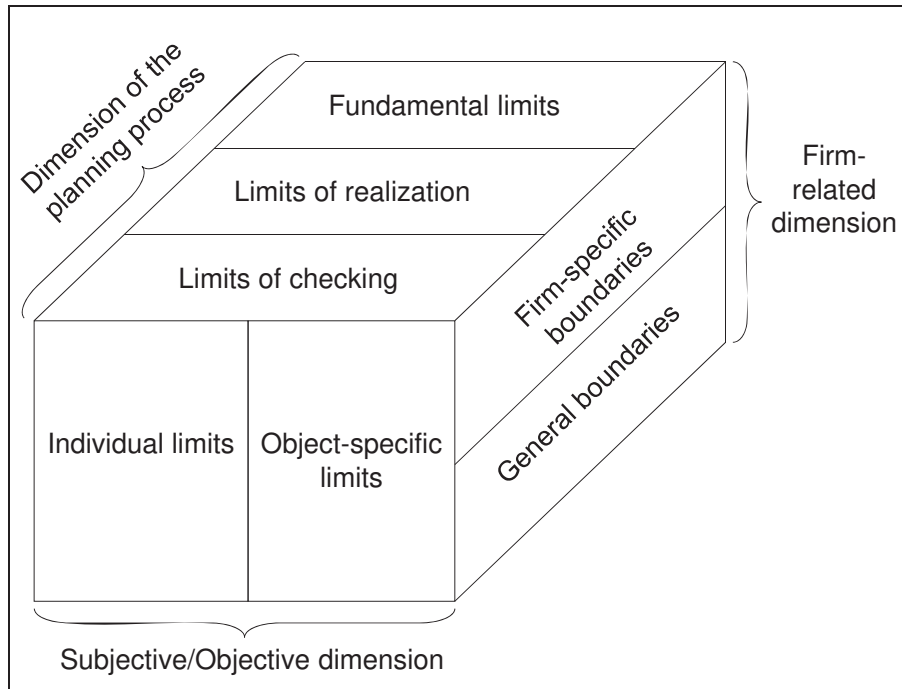 Dimension of the
planning process
Fundamental limits
Limits of realization
Limits of checking
Firm-
related
dimension
Firm-specific
boundaries
General boundaries
Individual limits
Object-specific
limits
Subjective/Objective dimension